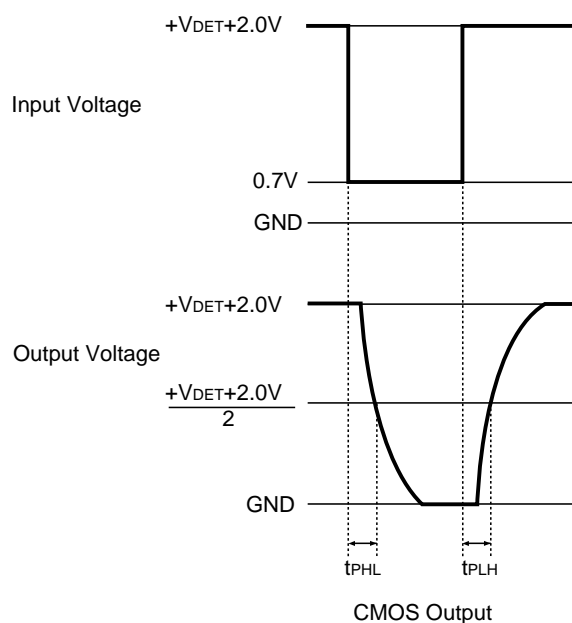 +VDET+2.0V
Input Voltage
0.7V
GND
+VDET+2.0V
Output Voltage
+VDET+2.0V
2
GND
tPHL
tPLH
CMOS Output